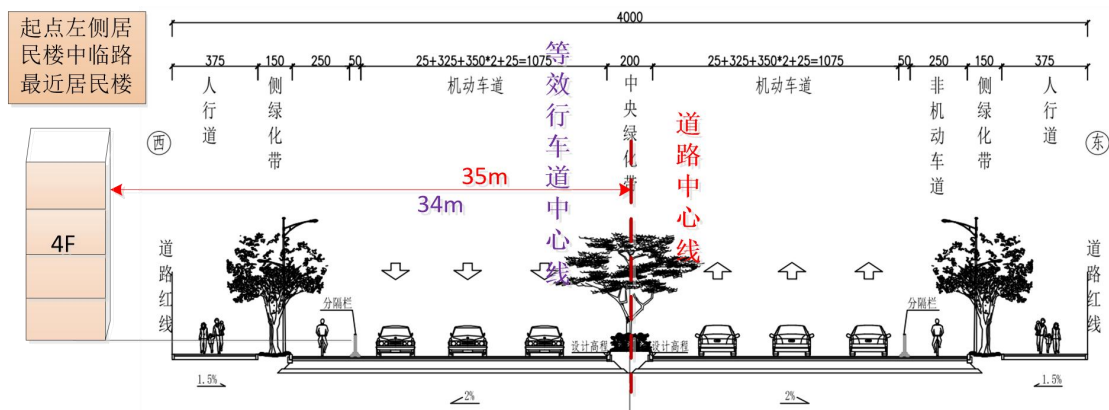 起点左侧居
民楼中临路
最近居民楼
4000
375
150
250
50
25+325+350*2+25=1075
200
25+325+350*2+25=1075
50
250
150
375
人行道
侧绿化带
机动车道
等效行车道中心线
中央绿化带
道路中心线
机动车道
非机动车道
侧绿化带
人行道
西
东
35m
34m
4F
道路红线
分隔栏
设计高程
设计高程
分隔栏
道路红线
1.5%
2%
2%
1.5%